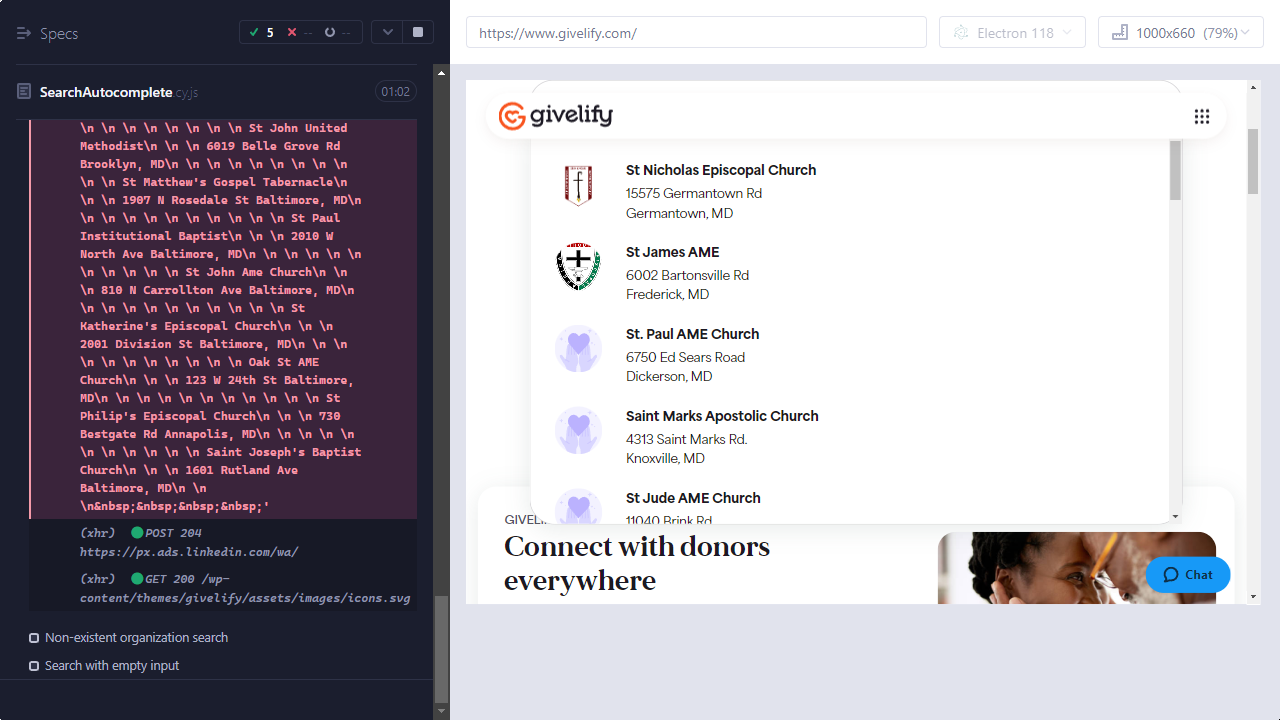 Specs
5
--
--
SearchAutocomplete.cy.js
01:02
\n \n \n \n \n \n \n \n St John United
Methodist\n \n \n 6019 Belle Grove Rd
Brooklyn, MD\n \n \n \n \n \n \n \n \n
\n \n St Matthew's Gospel Tabernacle\n
\n \n 1907 N Rosedale St Baltimore, MD\n
\n \n \n \n \n \n \n \n \n \n St Paul
Institutional Baptist\n \n \n 2010 W
North Ave Baltimore, MD\n \n \n \n \n \n
\n \n \n \n \n St John Ame Church\n \n
\n 810 N Carrollton Ave Baltimore, MD\n
\n \n \n \n \n \n \n \n \n \n St
Katherine's Episcopal Church\n \n \n
2001 Division St Baltimore, MD\n \n \n
\n \n \n \n \n \n \n \n Oak St AME
Church\n \n \n 123 W 24th St Baltimore,
MD\n \n \n \n \n \n \n \n \n \n \n St
Philip's Episcopal Church\n \n \n 730
Bestgate Rd Annapolis, MD\n \n \n \n \n
\n \n \n \n \n \n Saint Joseph's Baptist
Church\n \n \n 1601 Rutland Ave
Baltimore, MD\n \n
\n&nbsp;&nbsp;&nbsp;&nbsp;'
(xhr) POST 204
https://px.ads.linkedin.com/wa/
(xhr) GET 200 /wp-
content/themes/givelify/assets/images/icons.svg
Non-existent organization search
Search with empty input
https://www.givelify.com/
Electron 118
1000x660 (79%)
givelify
St Nicholas Episcopal Church
15575 Germantown Rd
Germantown, MD
St James AME
6002 Bartonsville Rd
Frederick, MD
St. Paul AME Church
6750 Ed Sears Road
Dickerson, MD
Saint Marks Apostolic Church
4313 Saint Marks Rd.
Knoxville, MD
St Jude AME Church
11040 Brink Rd
GIVELI
Connect with donors
everywhere
Chat